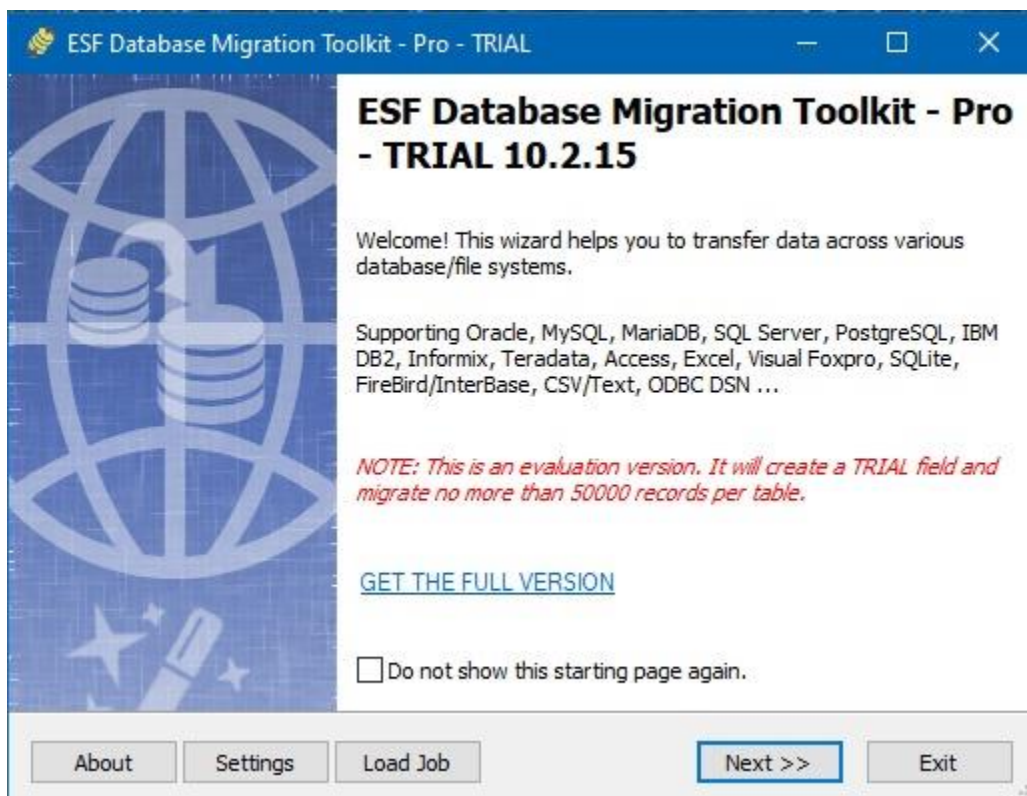 ESF Database Migration Toolkit - Pro - TRIAL
ESF Database Migration Toolkit - Pro
- TRIAL 10.2.15
Welcome! This wizard helps you to transfer data across various
database/file systems.
Supporting Oracle, MySQL, MariaDB, SQL Server, PostgreSQL, IBM
DB2, Informix, Teradata, Access, Excel, Visual Foxpro, SQLite,
FireBird/InterBase, CSV/Text, ODBC DSN ...
NOTE: This is an evaluation version. It will create a TRIAL field and
migrate no more than 50000 records per table.
GET THE FULL VERSION
Do not show this starting page again.
About Settings Load Job Next >> Exit